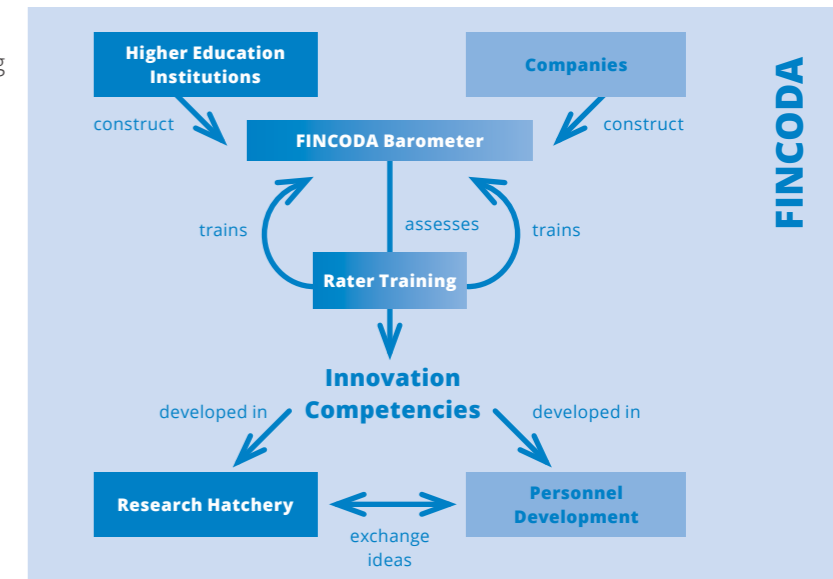 g
Higher Education
Institutions
Companies
FINCODA
construct
construct
FINCODA Barometer
trains
assesses
trains
Rater Training
Innovation
Competencies
developed in
developed in
Research Hatchery
Personnel
Development
exchange
ideas